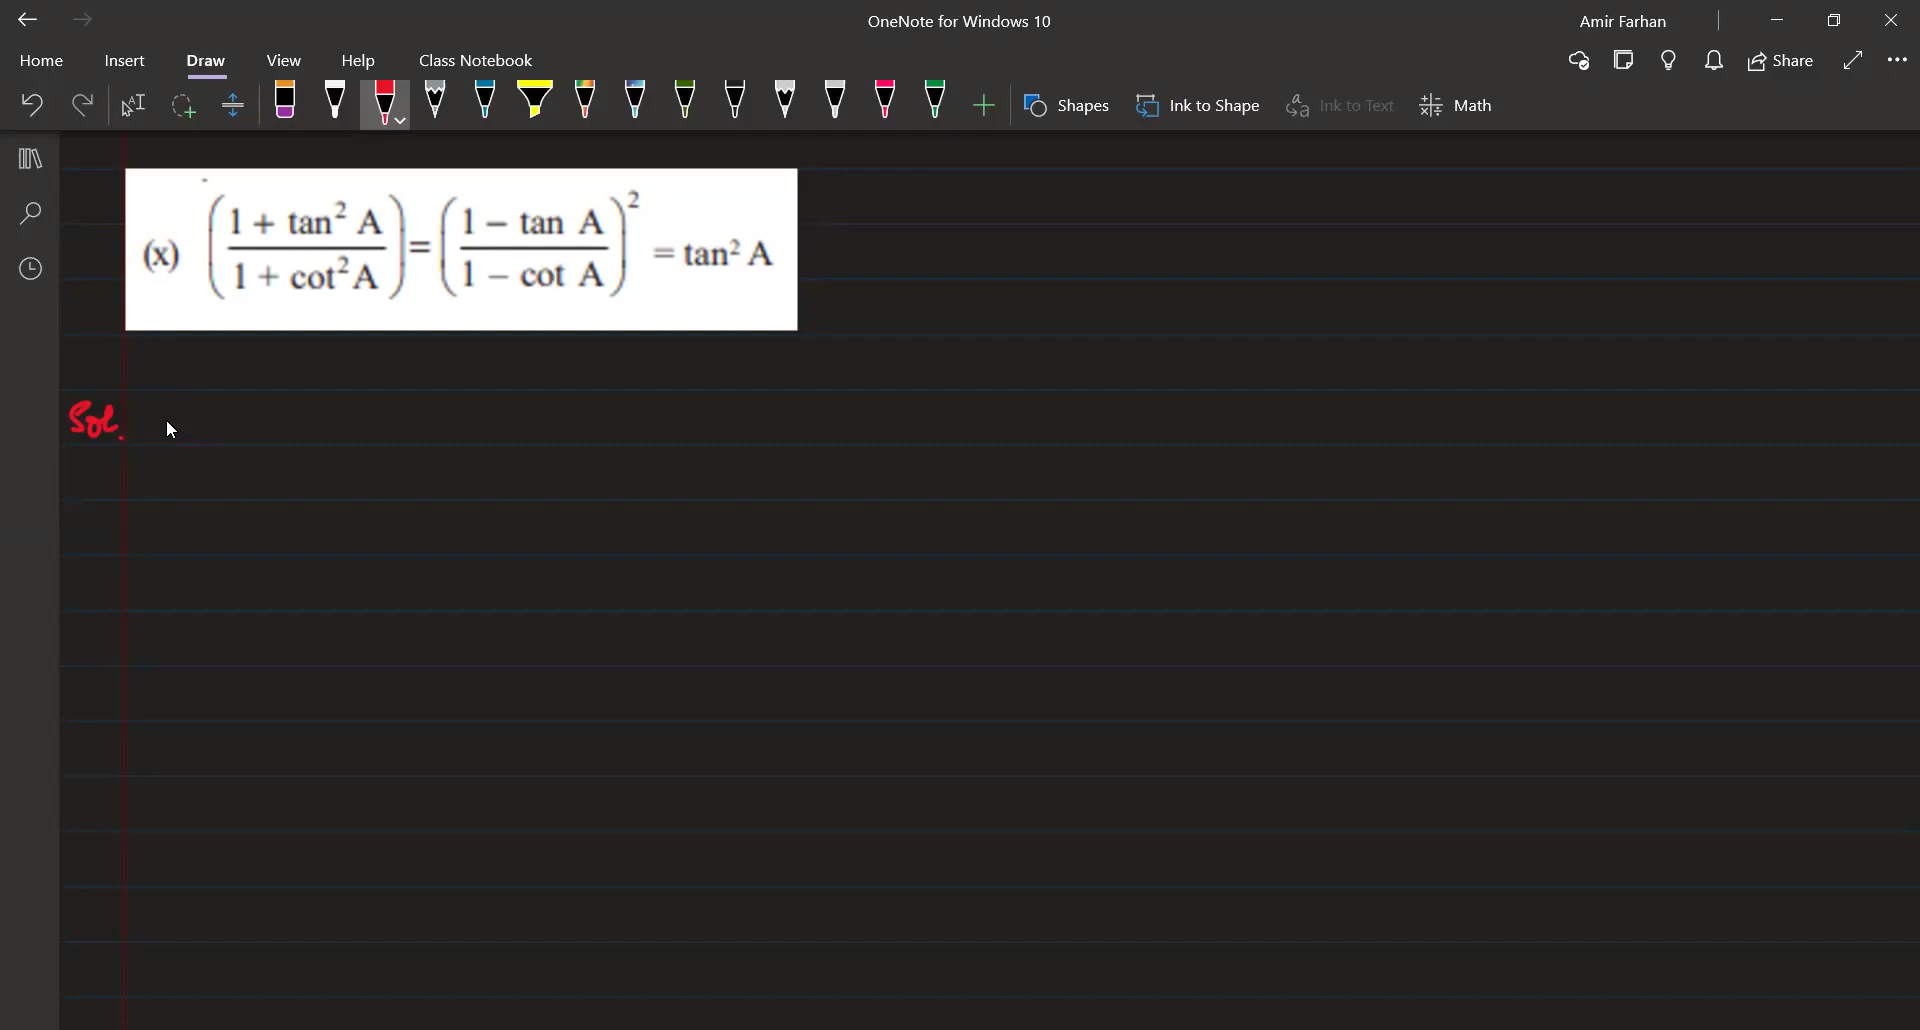 OneNote for Windows 10
Amir Farhan
Home Insert Draw View Help Class Notebook
Share
Shapes Ink to Shape Ink to Text Math
(x) (1 + tan² A / 1 + cot² A) = (1 − tan A / 1 − cot A)² = tan² A
Sol.